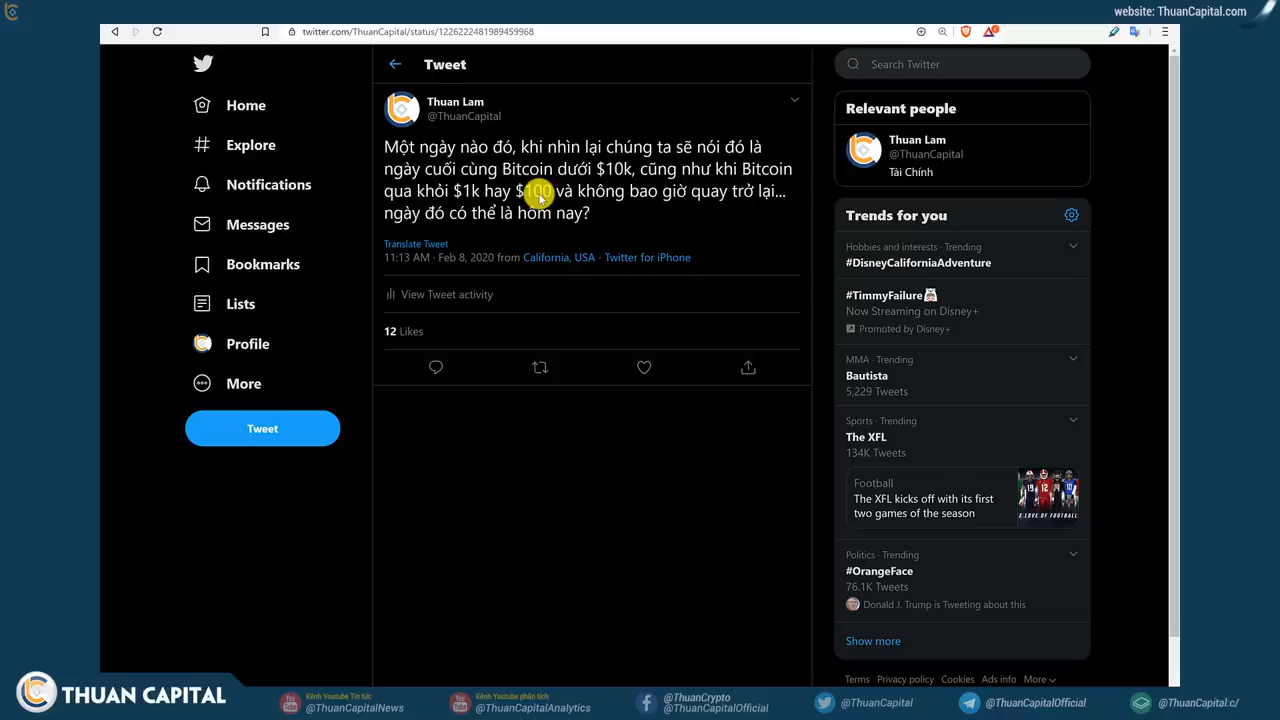 website: ThuanCapital.com
twitter.com/ThuanCapital/status/1226222481989459968
Home
Explore
Notifications
Messages
Bookmarks
Lists
Profile
More
Tweet
Tweet
Thuan Lam
@ThuanCapital
Một ngày nào đó, khi nhìn lại chúng ta sẽ nói đó là
ngày cuối cùng Bitcoin dưới $10k, cũng như khi Bitcoin
qua khỏi $1k hay $100 và không bao giờ quay trở lại...
ngày đó có thể là hôm nay?
Translate Tweet
11:13 AM · Feb 8, 2020 from California, USA · Twitter for iPhone
View Tweet activity
12 Likes
Search Twitter
Relevant people
Thuan Lam
@ThuanCapital
Tài Chính
Trends for you
Hobbies and interests · Trending
#DisneyCaliforniaAdventure
#TimmyFailure
Now Streaming on Disney+
Promoted by Disney+
MMA · Trending
Bautista
5,229 Tweets
Sports · Trending
The XFL
134K Tweets
Football
The XFL kicks off with its first
two games of the season
Politics · Trending
#OrangeFace
76.1K Tweets
Donald J. Trump is Tweeting about this
Show more
Terms Privacy policy Cookies Ads info More
THUAN CAPITAL
Kênh Youtube Tin tức
@ThuanCapitalNews
Kênh Youtube phân tích
@ThuanCapitalAnalytics
@ThuanCrypto
@ThuanCapitalOfficial
@ThuanCapital
@ThuanCapitalOfficial
@ThuanCapital:c/